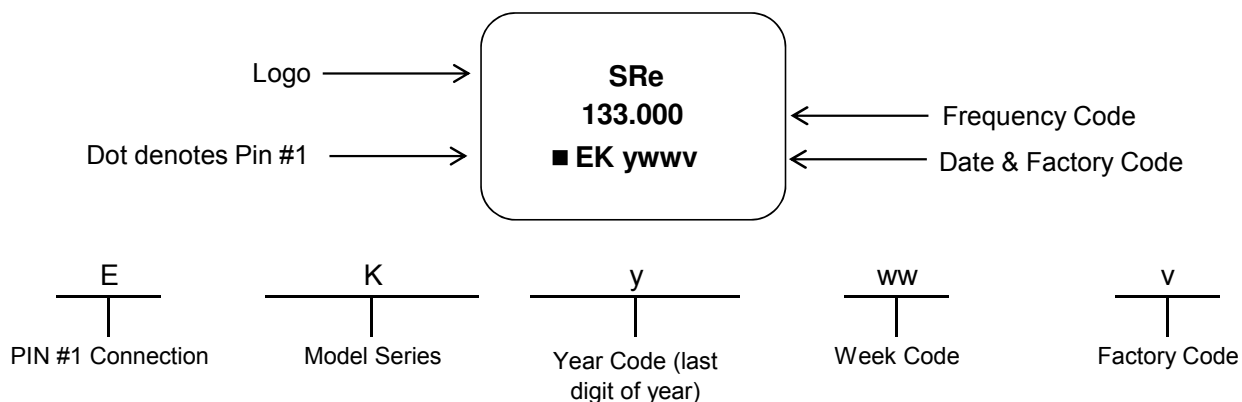 Logo
SRe
133.000
Frequency Code
Dot denotes Pin #1
■ EK ywwv
Date & Factory Code
E
K
y
ww
v
PIN #1 Connection
Model Series
Year Code (last
digit of year)
Week Code
Factory Code